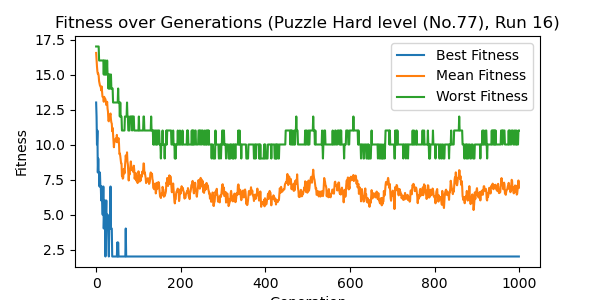 Fitness over Generations (Puzzle Hard level (No.77), Run 16)
17.5
15.0
12.5
10.0
7.5
5.0
2.5
Fitness
Best Fitness
Mean Fitness
Worst Fitness
0 200 400 600 800 1000
Generation